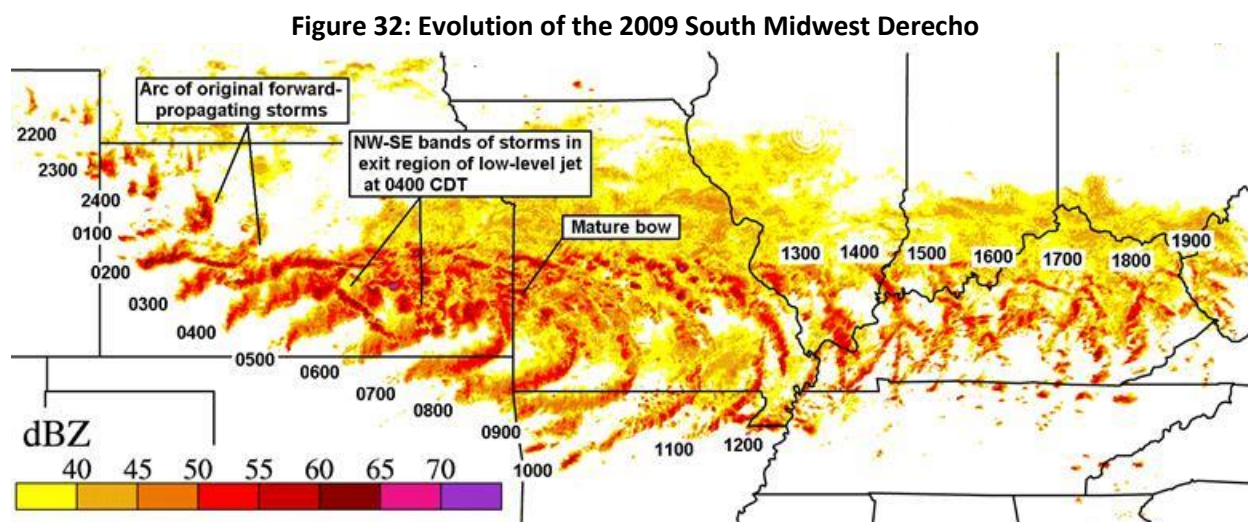 Figure 32: Evolution of the 2009 South Midwest Derecho
Arc of original forward-
propagating storms
NW-SE bands of storms in
exit region of low-level jet
at 0400 CDT
Mature bow
2200
2300
2400
0100
0200
0300
0400
0500
0600
0700
0800
0900
1000
1100
1200
1300
1400
1500
1600
1700
1800
1900
dBZ
40 45 50 55 60 65 70